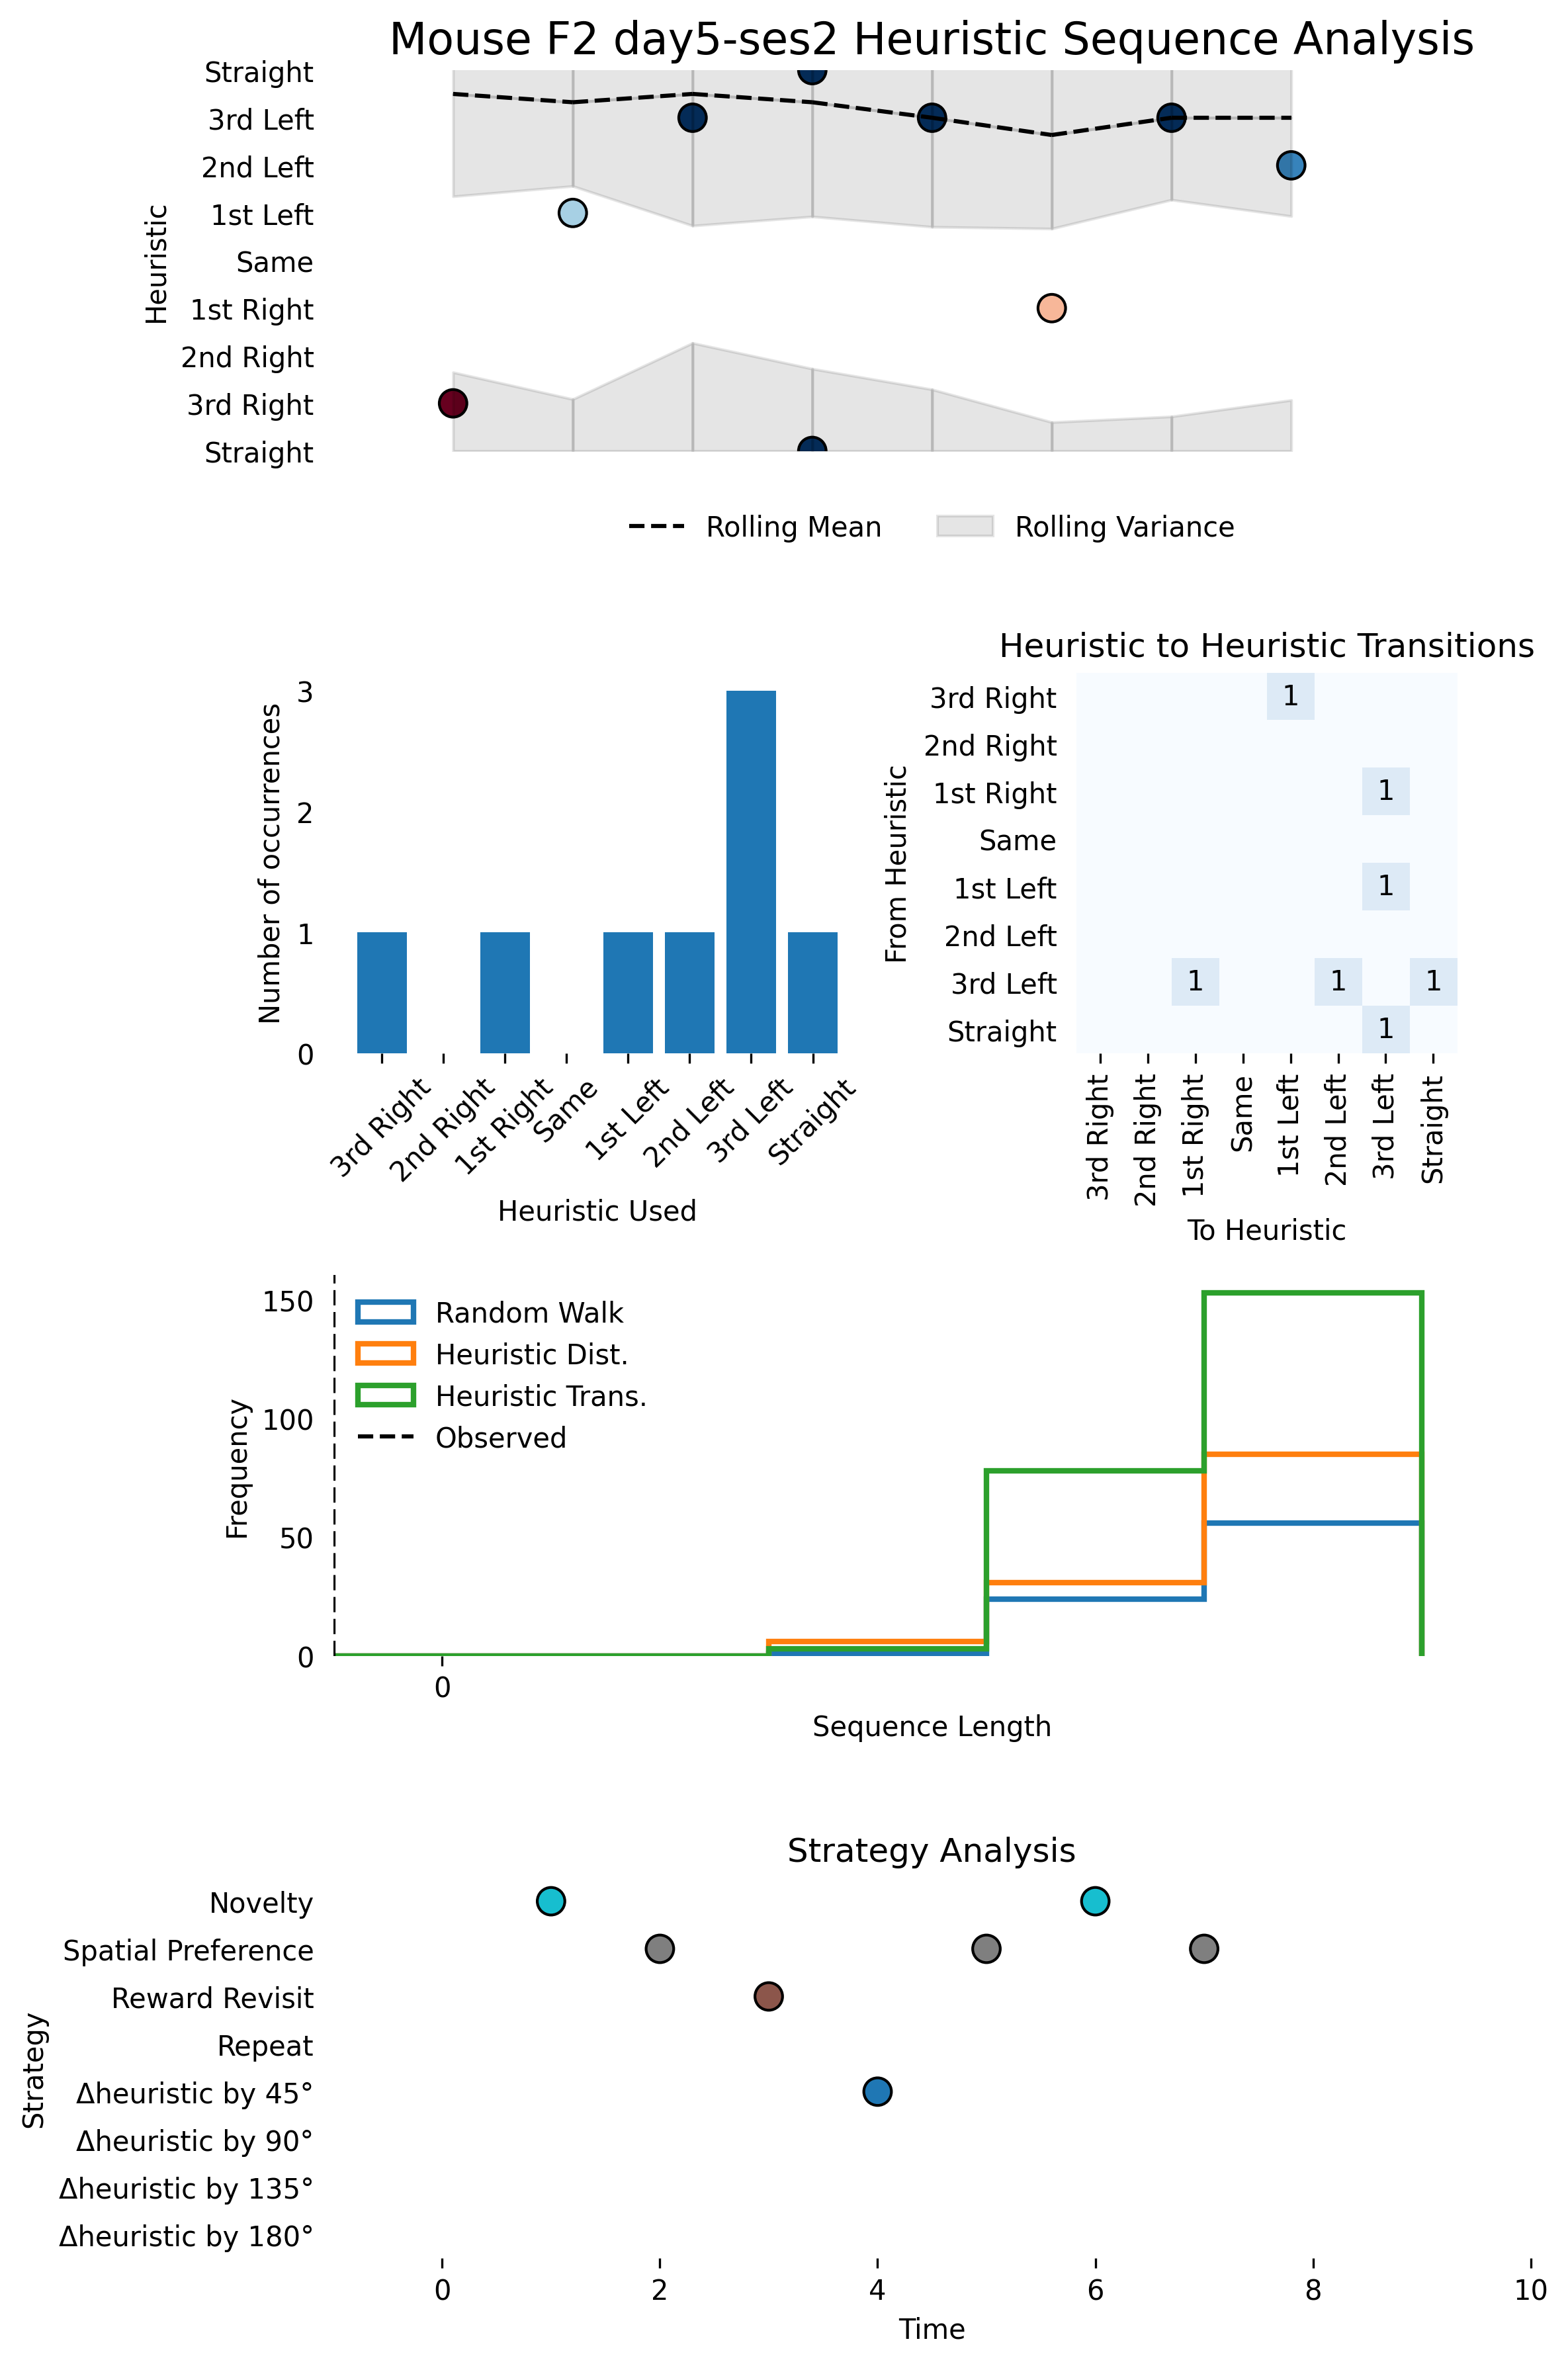 Mouse F2 day5-ses2 Heuristic Sequence Analysis
Heuristic
Straight
3rd Left
2nd Left
1st Left
Same
1st Right
2nd Right
3rd Right
Straight
Rolling Mean
Rolling Variance
Number of occurrences
3
2
1
0
3rd Right
2nd Right
1st Right
Same
1st Left
2nd Left
3rd Left
Straight
Heuristic Used
Heuristic to Heuristic Transitions
From Heuristic
3rd Right
2nd Right
1st Right
Same
1st Left
2nd Left
3rd Left
Straight
1
1
1
1 1 1
1
3rd Right
2nd Right
1st Right
Same
1st Left
2nd Left
3rd Left
Straight
To Heuristic
Frequency
150
100
50
0
Random Walk
Heuristic Dist.
Heuristic Trans.
Observed
0
Sequence Length
Strategy Analysis
Strategy
Novelty
Spatial Preference
Reward Revisit
Repeat
Δheuristic by 45°
Δheuristic by 90°
Δheuristic by 135°
Δheuristic by 180°
0 2 4 6 8 10
Time